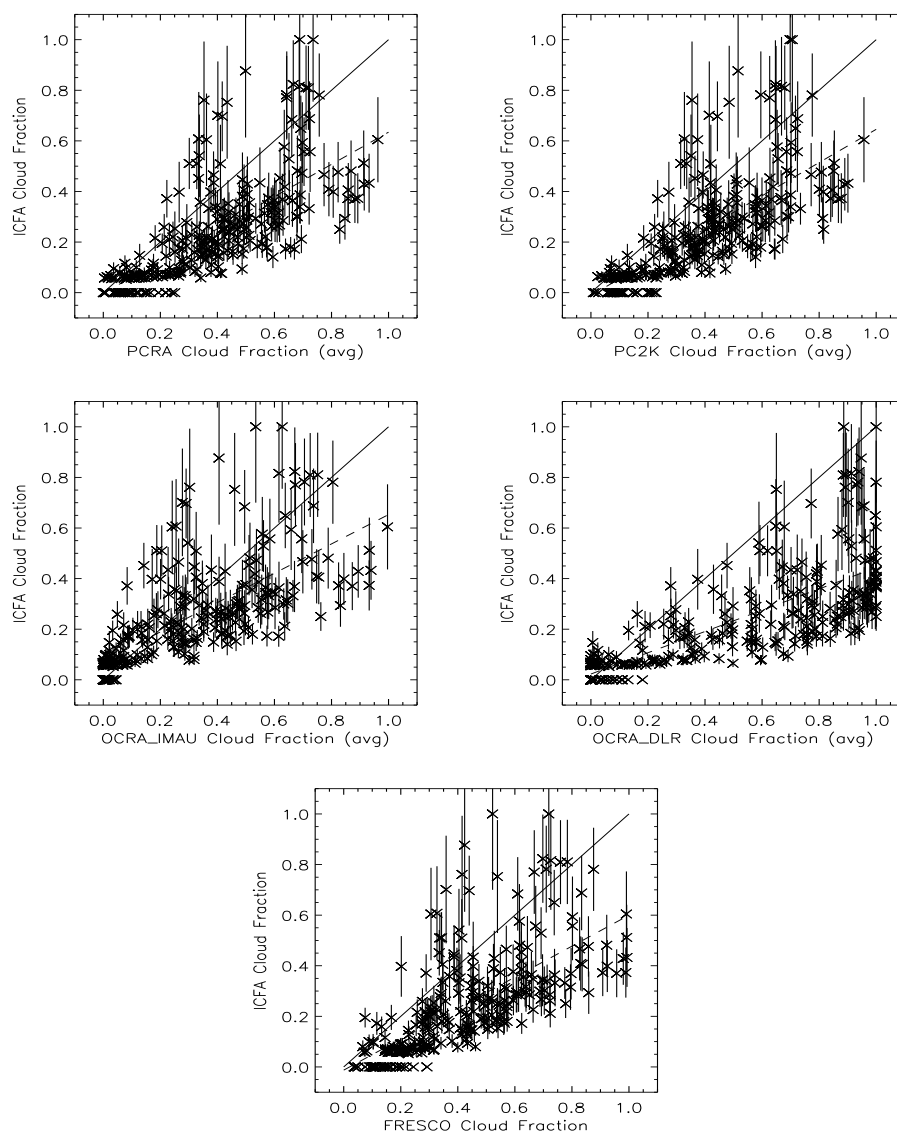 1.0
0.8
0.6
0.4
0.2
0.0
ICFA Cloud Fraction
0.0 0.2 0.4 0.6 0.8 1.0
PCRA Cloud Fraction (avg)
1.0
0.8
0.6
0.4
0.2
0.0
ICFA Cloud Fraction
0.0 0.2 0.4 0.6 0.8 1.0
PC2K Cloud Fraction (avg)
1.0
0.8
0.6
0.4
0.2
0.0
ICFA Cloud Fraction
0.0 0.2 0.4 0.6 0.8 1.0
OCRA_IMAU Cloud Fraction (avg)
1.0
0.8
0.6
0.4
0.2
0.0
ICFA Cloud Fraction
0.0 0.2 0.4 0.6 0.8 1.0
OCRA_DLR Cloud Fraction (avg)
1.0
0.8
0.6
0.4
0.2
0.0
ICFA Cloud Fraction
0.0 0.2 0.4 0.6 0.8 1.0
FRESCO Cloud Fraction